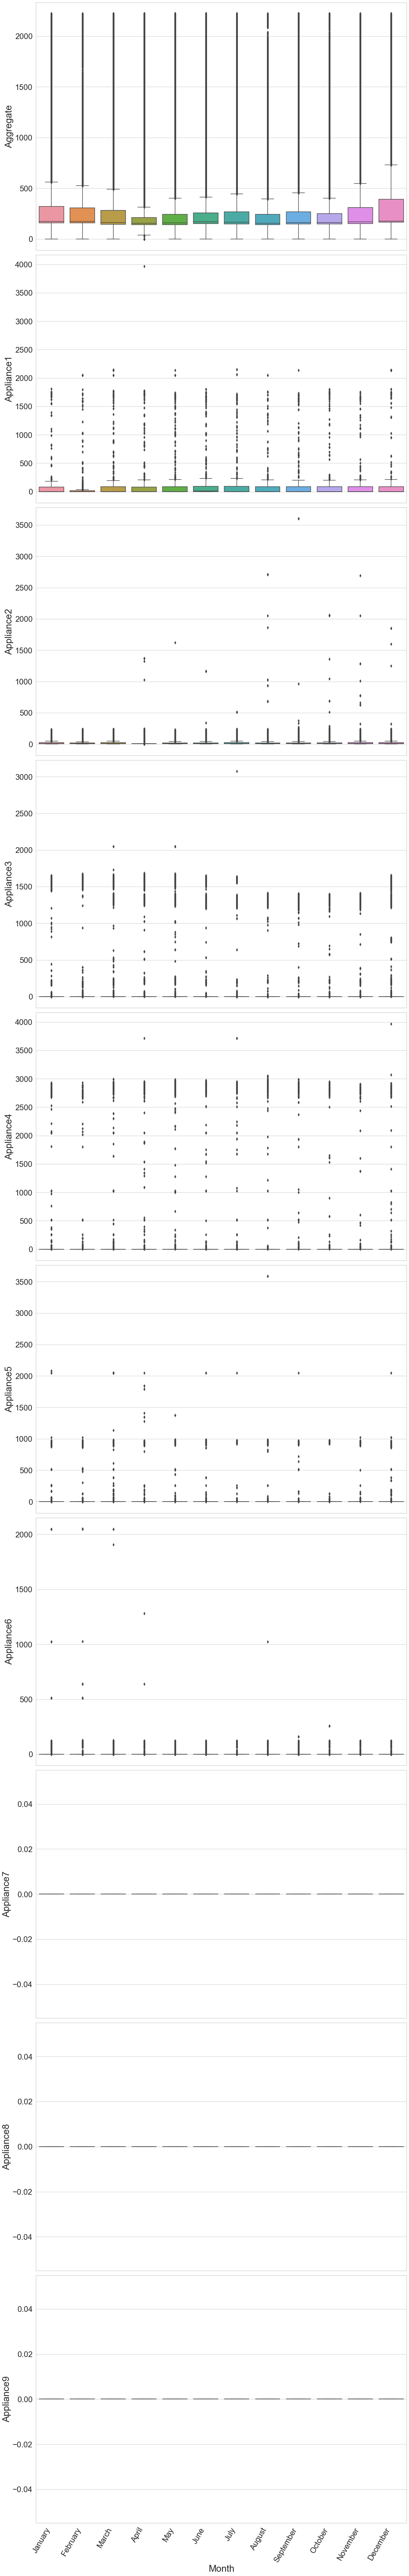 2000
1500
1000
500
0
Aggregate
4000
3500
3000
2500
2000
1500
1000
500
0
Appliance1
3500
3000
2500
2000
1500
1000
500
0
Appliance2
3000
2500
2000
1500
1000
500
0
Appliance3
4000
3500
3000
2500
2000
1500
1000
500
0
Appliance4
3500
3000
2500
2000
1500
1000
500
0
Appliance5
2000
1500
1000
500
0
Appliance6
0.04
0.02
0.00
−0.02
−0.04
Appliance7
0.04
0.02
0.00
−0.02
−0.04
Appliance8
0.04
0.02
0.00
−0.02
−0.04
Appliance9
January
February
March
April
May
June
July
August
September
October
November
December
Month